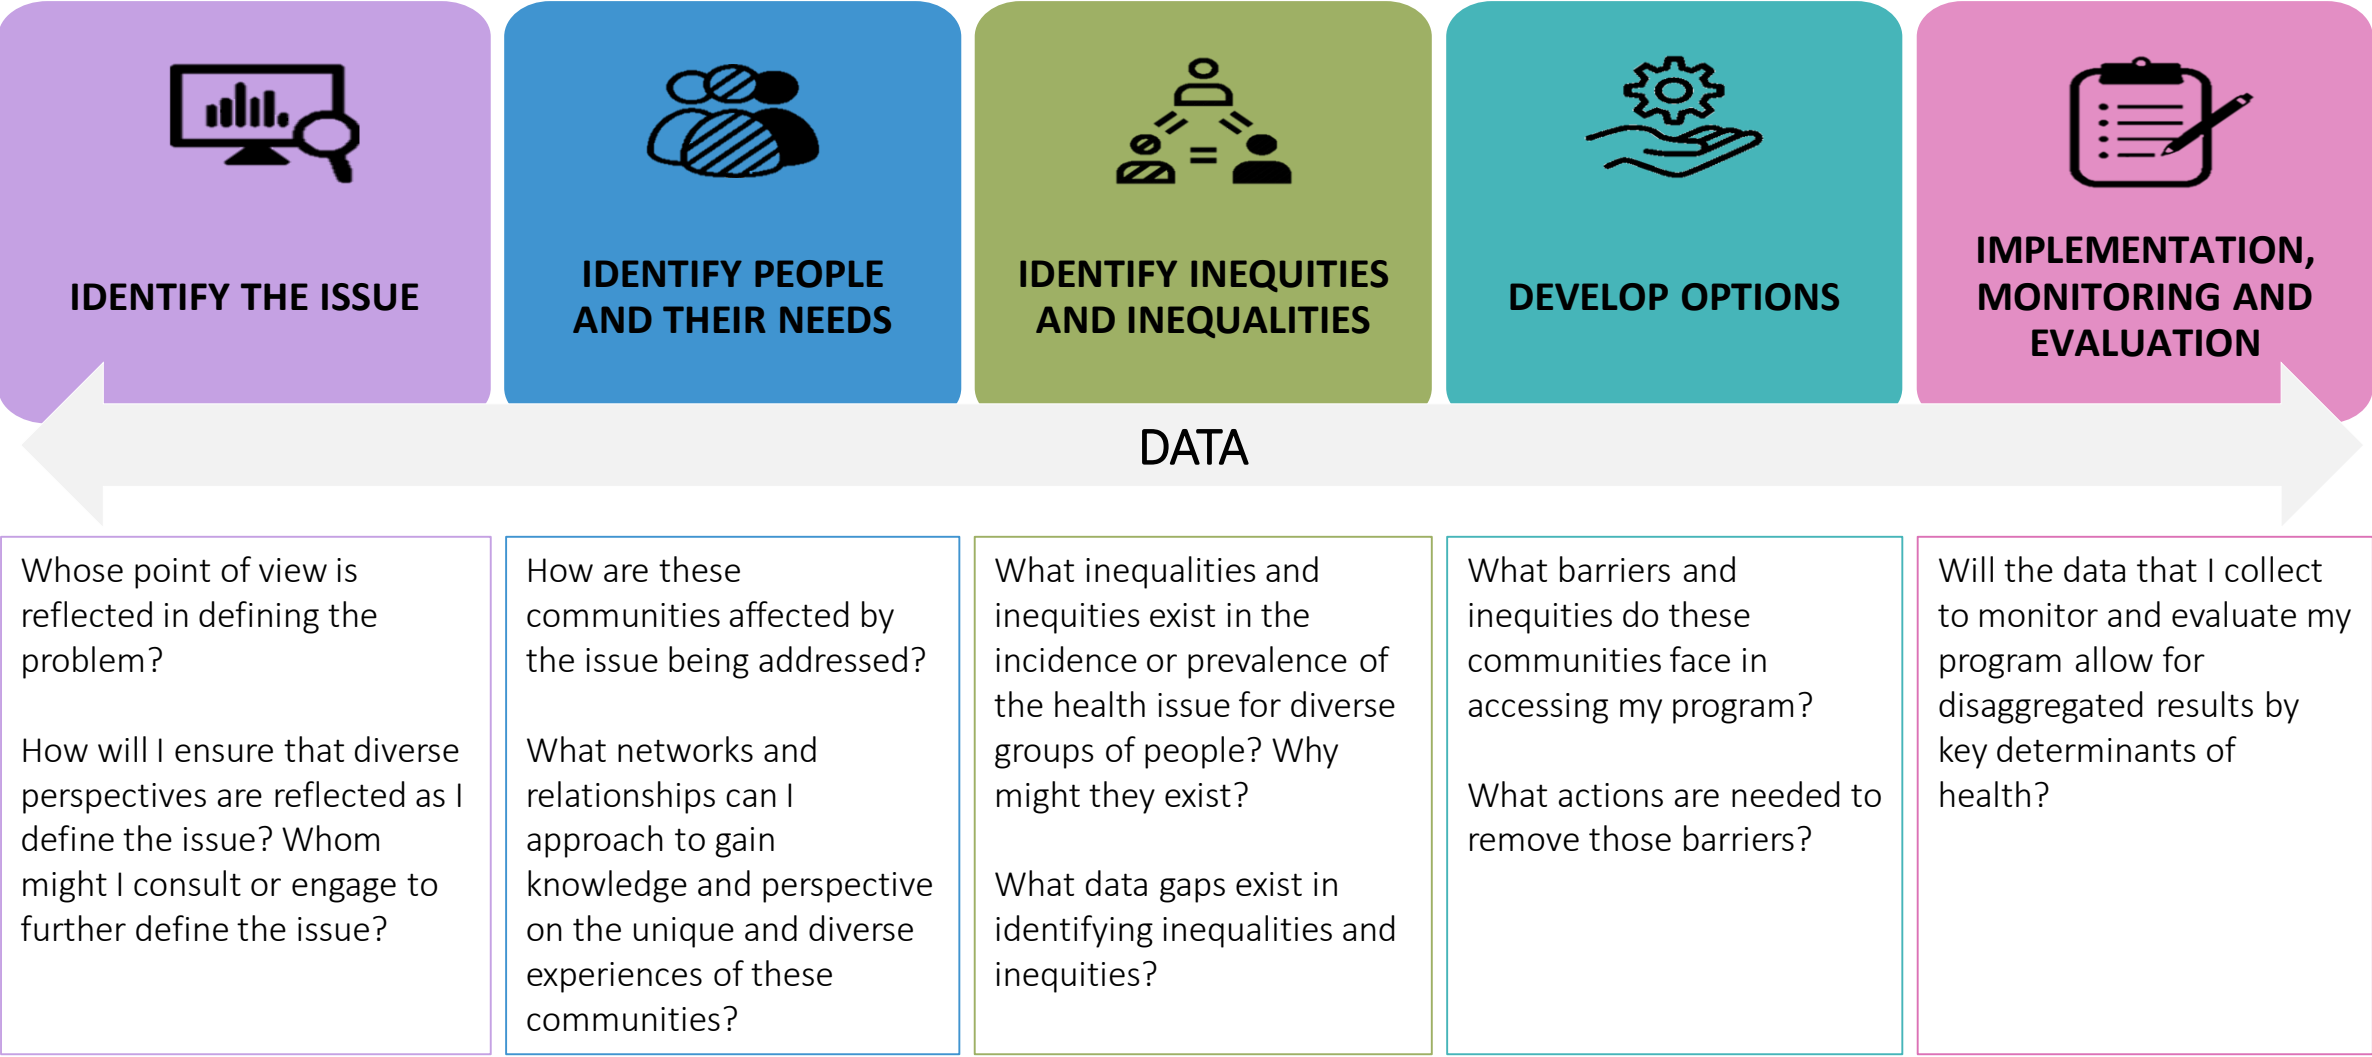 IDENTIFY THE ISSUE
IDENTIFY PEOPLE
AND THEIR NEEDS
IDENTIFY INEQUITIES
AND INEQUALITIES
DEVELOP OPTIONS
IMPLEMENTATION,
MONITORING AND
EVALUATION
DATA
Whose point of view is
reflected in defining the
problem?
How will I ensure that diverse
perspectives are reflected as I
define the issue? Whom
might I consult or engage to
further define the issue?
How are these
communities affected by
the issue being addressed?
What networks and
relationships can I
approach to gain
knowledge and perspective
on the unique and diverse
experiences of these
communities?
What inequalities and
inequities exist in the
incidence or prevalence of
the health issue for diverse
groups of people? Why
might they exist?
What data gaps exist in
identifying inequalities and
inequities?
What barriers and
inequities do these
communities face in
accessing my program?
What actions are needed to
remove those barriers?
Will the data that I collect
to monitor and evaluate my
program allow for
disaggregated results by
key determinants of
health?